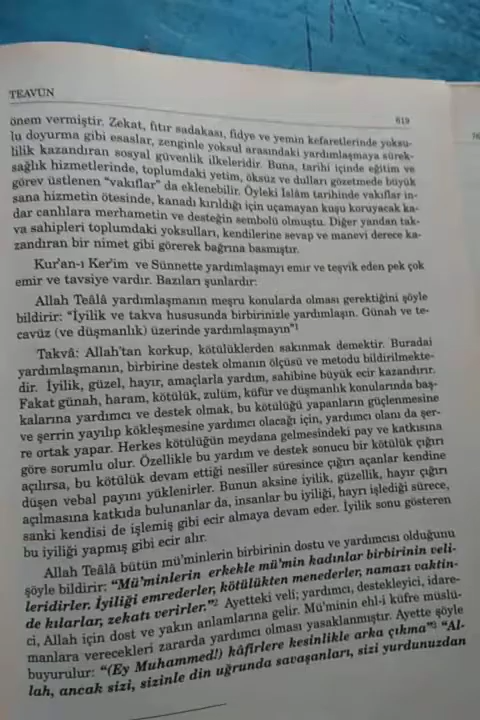 TEAVÜN
619
önem vermiştir. Zekat, fitır sadakası, fidye ve yemin kefaretlerinde yoksu-
lu doyurma gibi esaslar, zenginle yoksul arasındaki yardımlaşmaya sürek-
lilik kazandıran sosyal güvenlik ilkeleridir. Buna, tarihi içinde eğitim ve
sağlık hizmetlerinde, toplumdaki yetim, öksüz ve dulları gözetmede büyük
görev üstlenen "vakıflar" da eklenebilir. Öyleki İslâm tarihinde vakıflar in-
sana hizmetin ötesinde, kanadı kırıldığı için uçamayan kuşu koruyacak ka-
dar canlılara merhametin ve desteğin sembolü olmuştu. Diğer yandan tak-
va sahipleri toplumdaki yoksulları, kendilerine sevap ve manevi derece ka-
zandıran bir nimet gibi görerek bağrına basmıştır.
Kur'an-ı Ker'im ve Sünnette yardımlaşmayı emir ve teşvik eden pek çok
emir ve tavsiye vardır. Bazıları şunlardır:
Allah Teâlâ yardımlaşmanın meşru konularda olması gerektiğini şöyle
bildirir: "İyilik ve takva hususunda birbirinizle yardımlaşın. Günah ve te-
cavüz (ve düşmanlık) üzerinde yardımlaşmayın"1
Takvâ: Allah'tan korkup, kötülüklerden sakınmak demektir. Buradai
yardımlaşmanın, birbirine destek olmanın ölçüsü ve metodu bildirilmekte-
dir. İyilik, güzel, hayır, amaçlarla yardım, sahibine büyük ecir kazandırır.
Fakat günah, haram, kötülük, zulüm, küfür ve düşmanlık konularında baş-
kalarına yardımcı ve destek olmak, bu kötülüğü yapanların güçlenmesine
ve şerrin yayılıp kökleşmesine yardımcı olacağı için, yardımcı olanı da şer-
re ortak yapar. Herkes kötülüğün meydana gelmesindeki pay ve katkısına
göre sorumlu olur. Özellikle bu yardım ve destek sonucu bir kötülük çığırı
açılırsa, bu kötülük devam ettiği nesiller süresince çığırı açanlar kendine
düşen vebal payını yüklenirler. Bunun aksine iyilik, güzellik, hayır çığırı
açılmasına katkıda bulunanlar da, insanlar bu iyiliği, hayrı işlediği sürece,
sanki kendisi de işlemiş gibi ecir almaya devam eder. İyilik sonu gösteren
bu iyiliği yapmış gibi ecir alır.
Allah Teâlâ bütün mü'minlerin birbirinin dostu ve yardımcısı olduğunu
şöyle bildirir: "Mü'minlerin erkekle mü'min kadınlar birbirinin veli-
leridirler. İyiliği emrederler, kötülükten menederler, namazı vaktin-
de kılarlar, zekatı verirler."2 Ayetteki veli; yardımcı, destekleyici, idare-
ci, Allah için dost ve yakın anlamlarına gelir. Mü'minin ehl-i küfre müslü-
manlara verecekleri zararda yardımcı olması yasaklanmıştır. Ayette şöyle
buyurulur: "(Ey Muhammed!) kâfirlere kesinlikle arka çıkma"3 "Al-
lah, ancak sizi, sizinle din uğrunda savaşanları, sizi yurdunuzdan